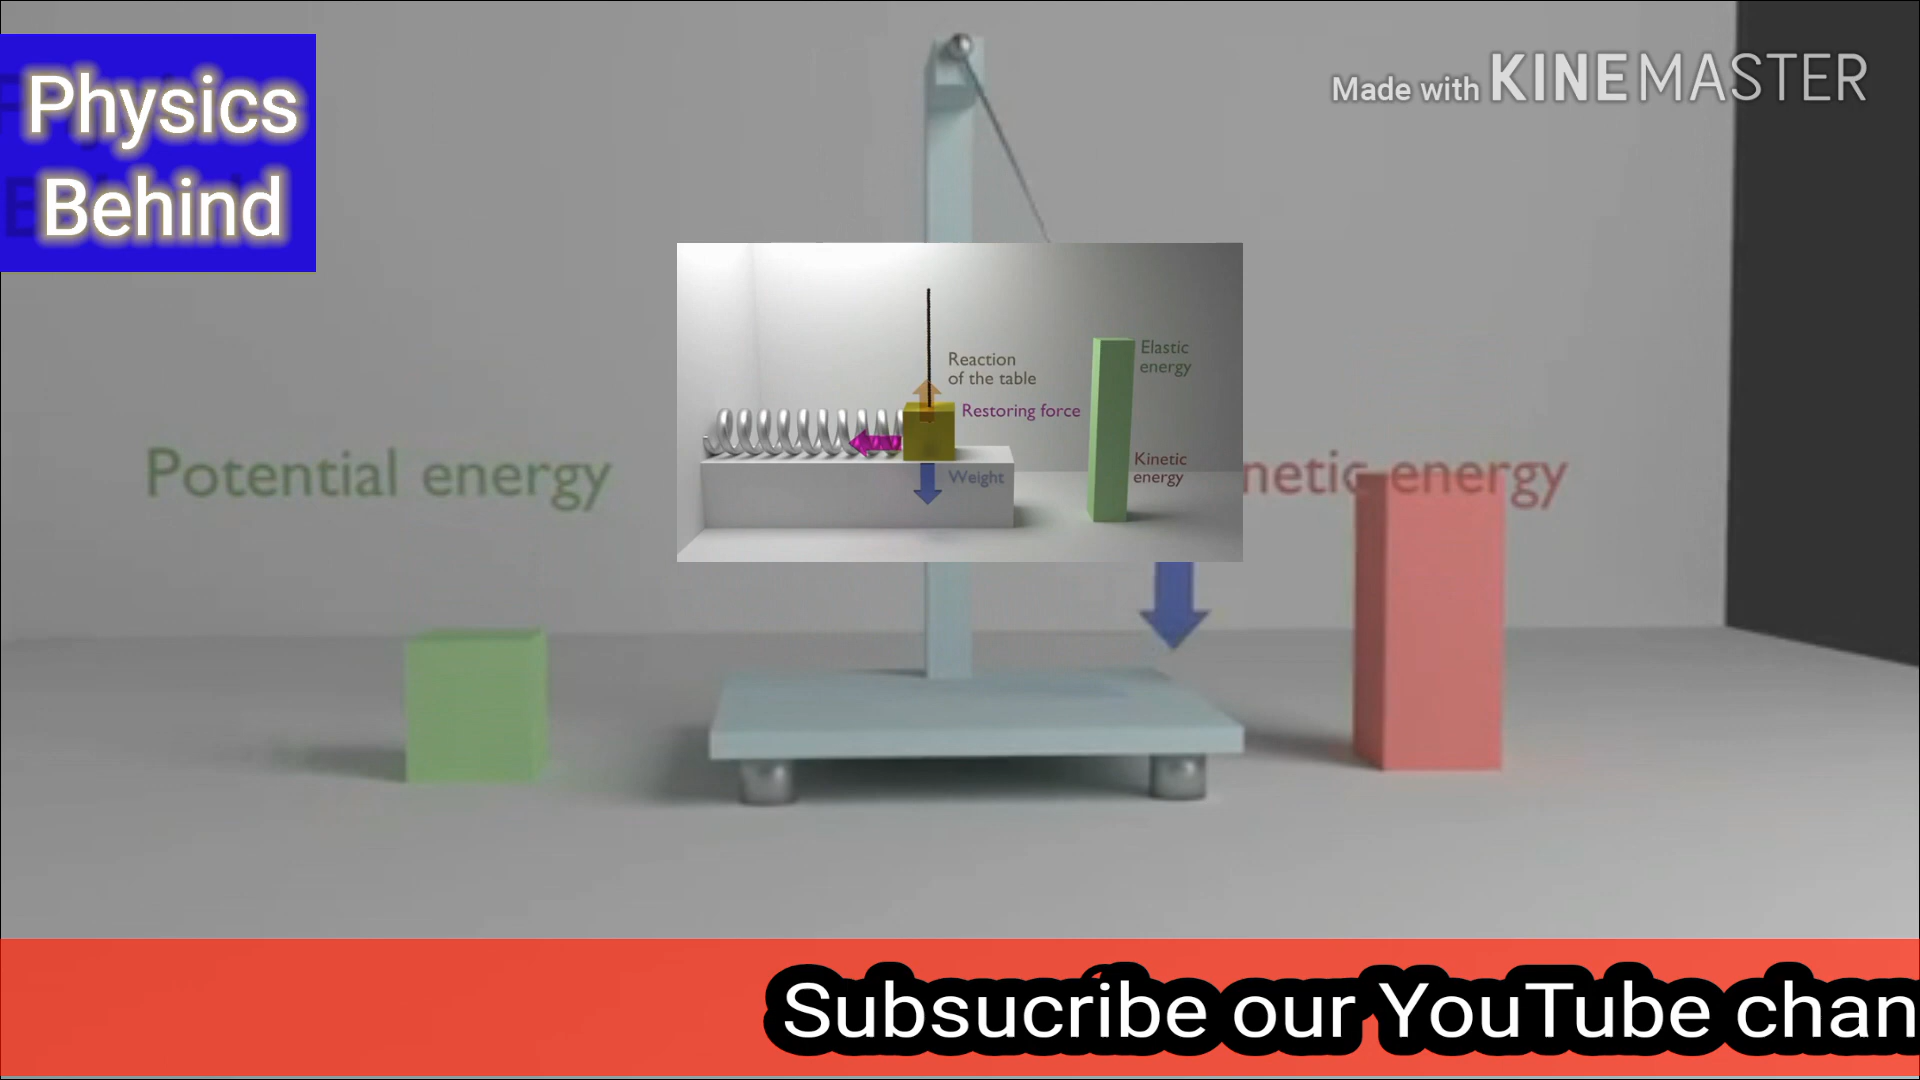 Physics
Behind
Made with KINEMASTER
Reaction
of the table
Restoring force
Weight
Elastic
energy
Kinetic
energy
Potential energy
netic energy
Subsucribe our YouTube chan